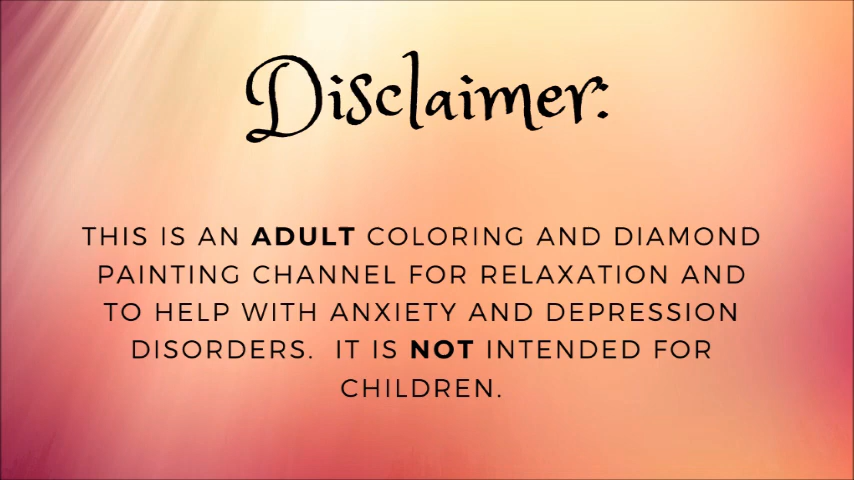 Disclaimer:
THIS IS AN ADULT COLORING AND DIAMOND
PAINTING CHANNEL FOR RELAXATION AND
TO HELP WITH ANXIETY AND DEPRESSION
DISORDERS.  IT IS NOT INTENDED FOR
CHILDREN.